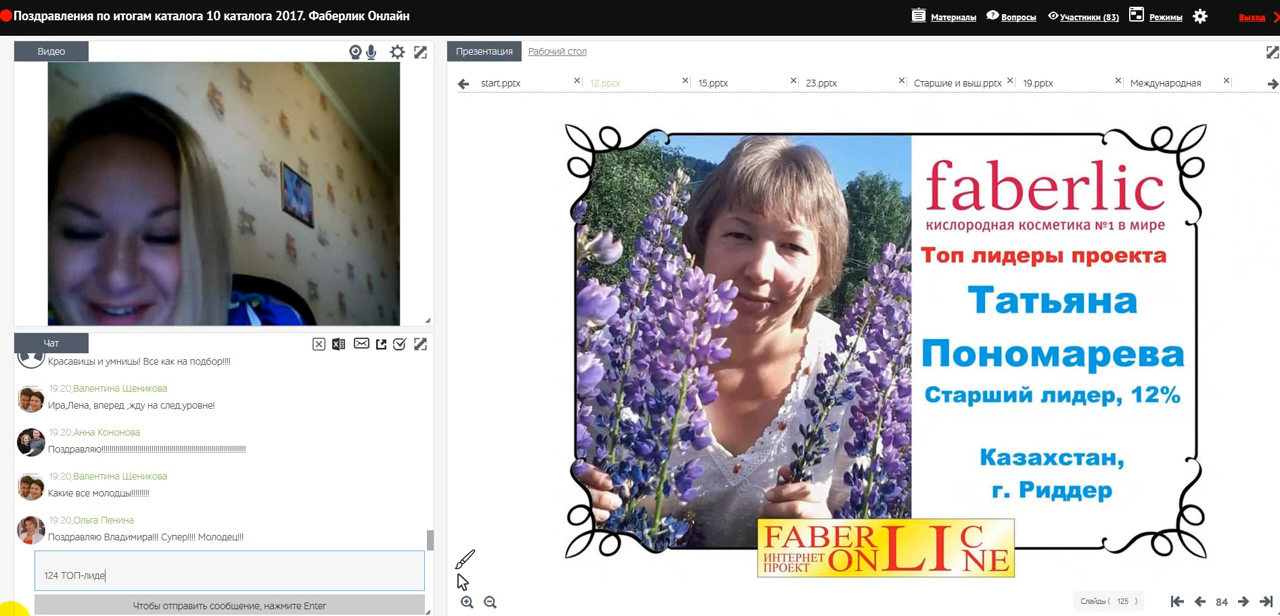 Поздравления по итогам каталога 10 каталога 2017. Фаберлик Онлайн
Материалы
Вопросы
Участники (83)
Режимы
Выход
Видео
Презентация
Рабочий стол
start.pptx
12.pptx
15.pptx
23.pptx
Старшие и выш.pptx
19.pptx
Международная
faberlic
кислородная косметика №1 в мире
Топ лидеры проекта
Татьяна
Пономарева
Старший лидер, 12%
Казахстан,
г. Риддер
FABERLIC
ИНТЕРНЕТ
ПРОЕКТ
ONLINE
Чат
Красавицы и умницы! Все как на подбор!!!!
19:20, Валентина Щеникова
Ира,Лена, вперед ,жду на след.уровне!
19:20, Анна Кононова
Поздравляю!!!!!!!!!!!!!!!!!!!!!!!!!!!!!!!!!!!!!!!!!!!!!!!!!!!!!!!!!!!!
19:20, Валентина Щеникова
Какие все молодцы!!!!!!!!!
19:20, Ольга Пенина
Поздравляю Владимира!!! Супер!!!! Молодец!!!
124 ТОП-лиде
Чтобы отправить сообщение, нажмите Enter
Слайды ( 125 )
84